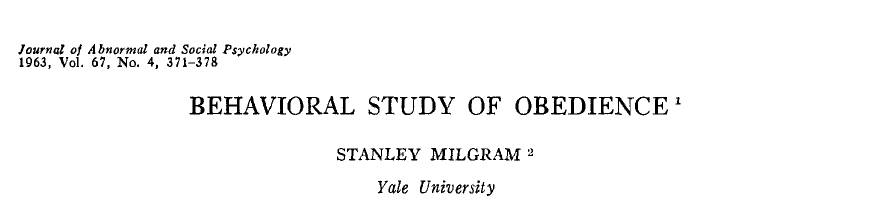 Journal of Abnormal and Social Psychology
1963, Vol. 67, No. 4, 371–378
BEHAVIORAL STUDY OF OBEDIENCE ¹
STANLEY MILGRAM ²
Yale University